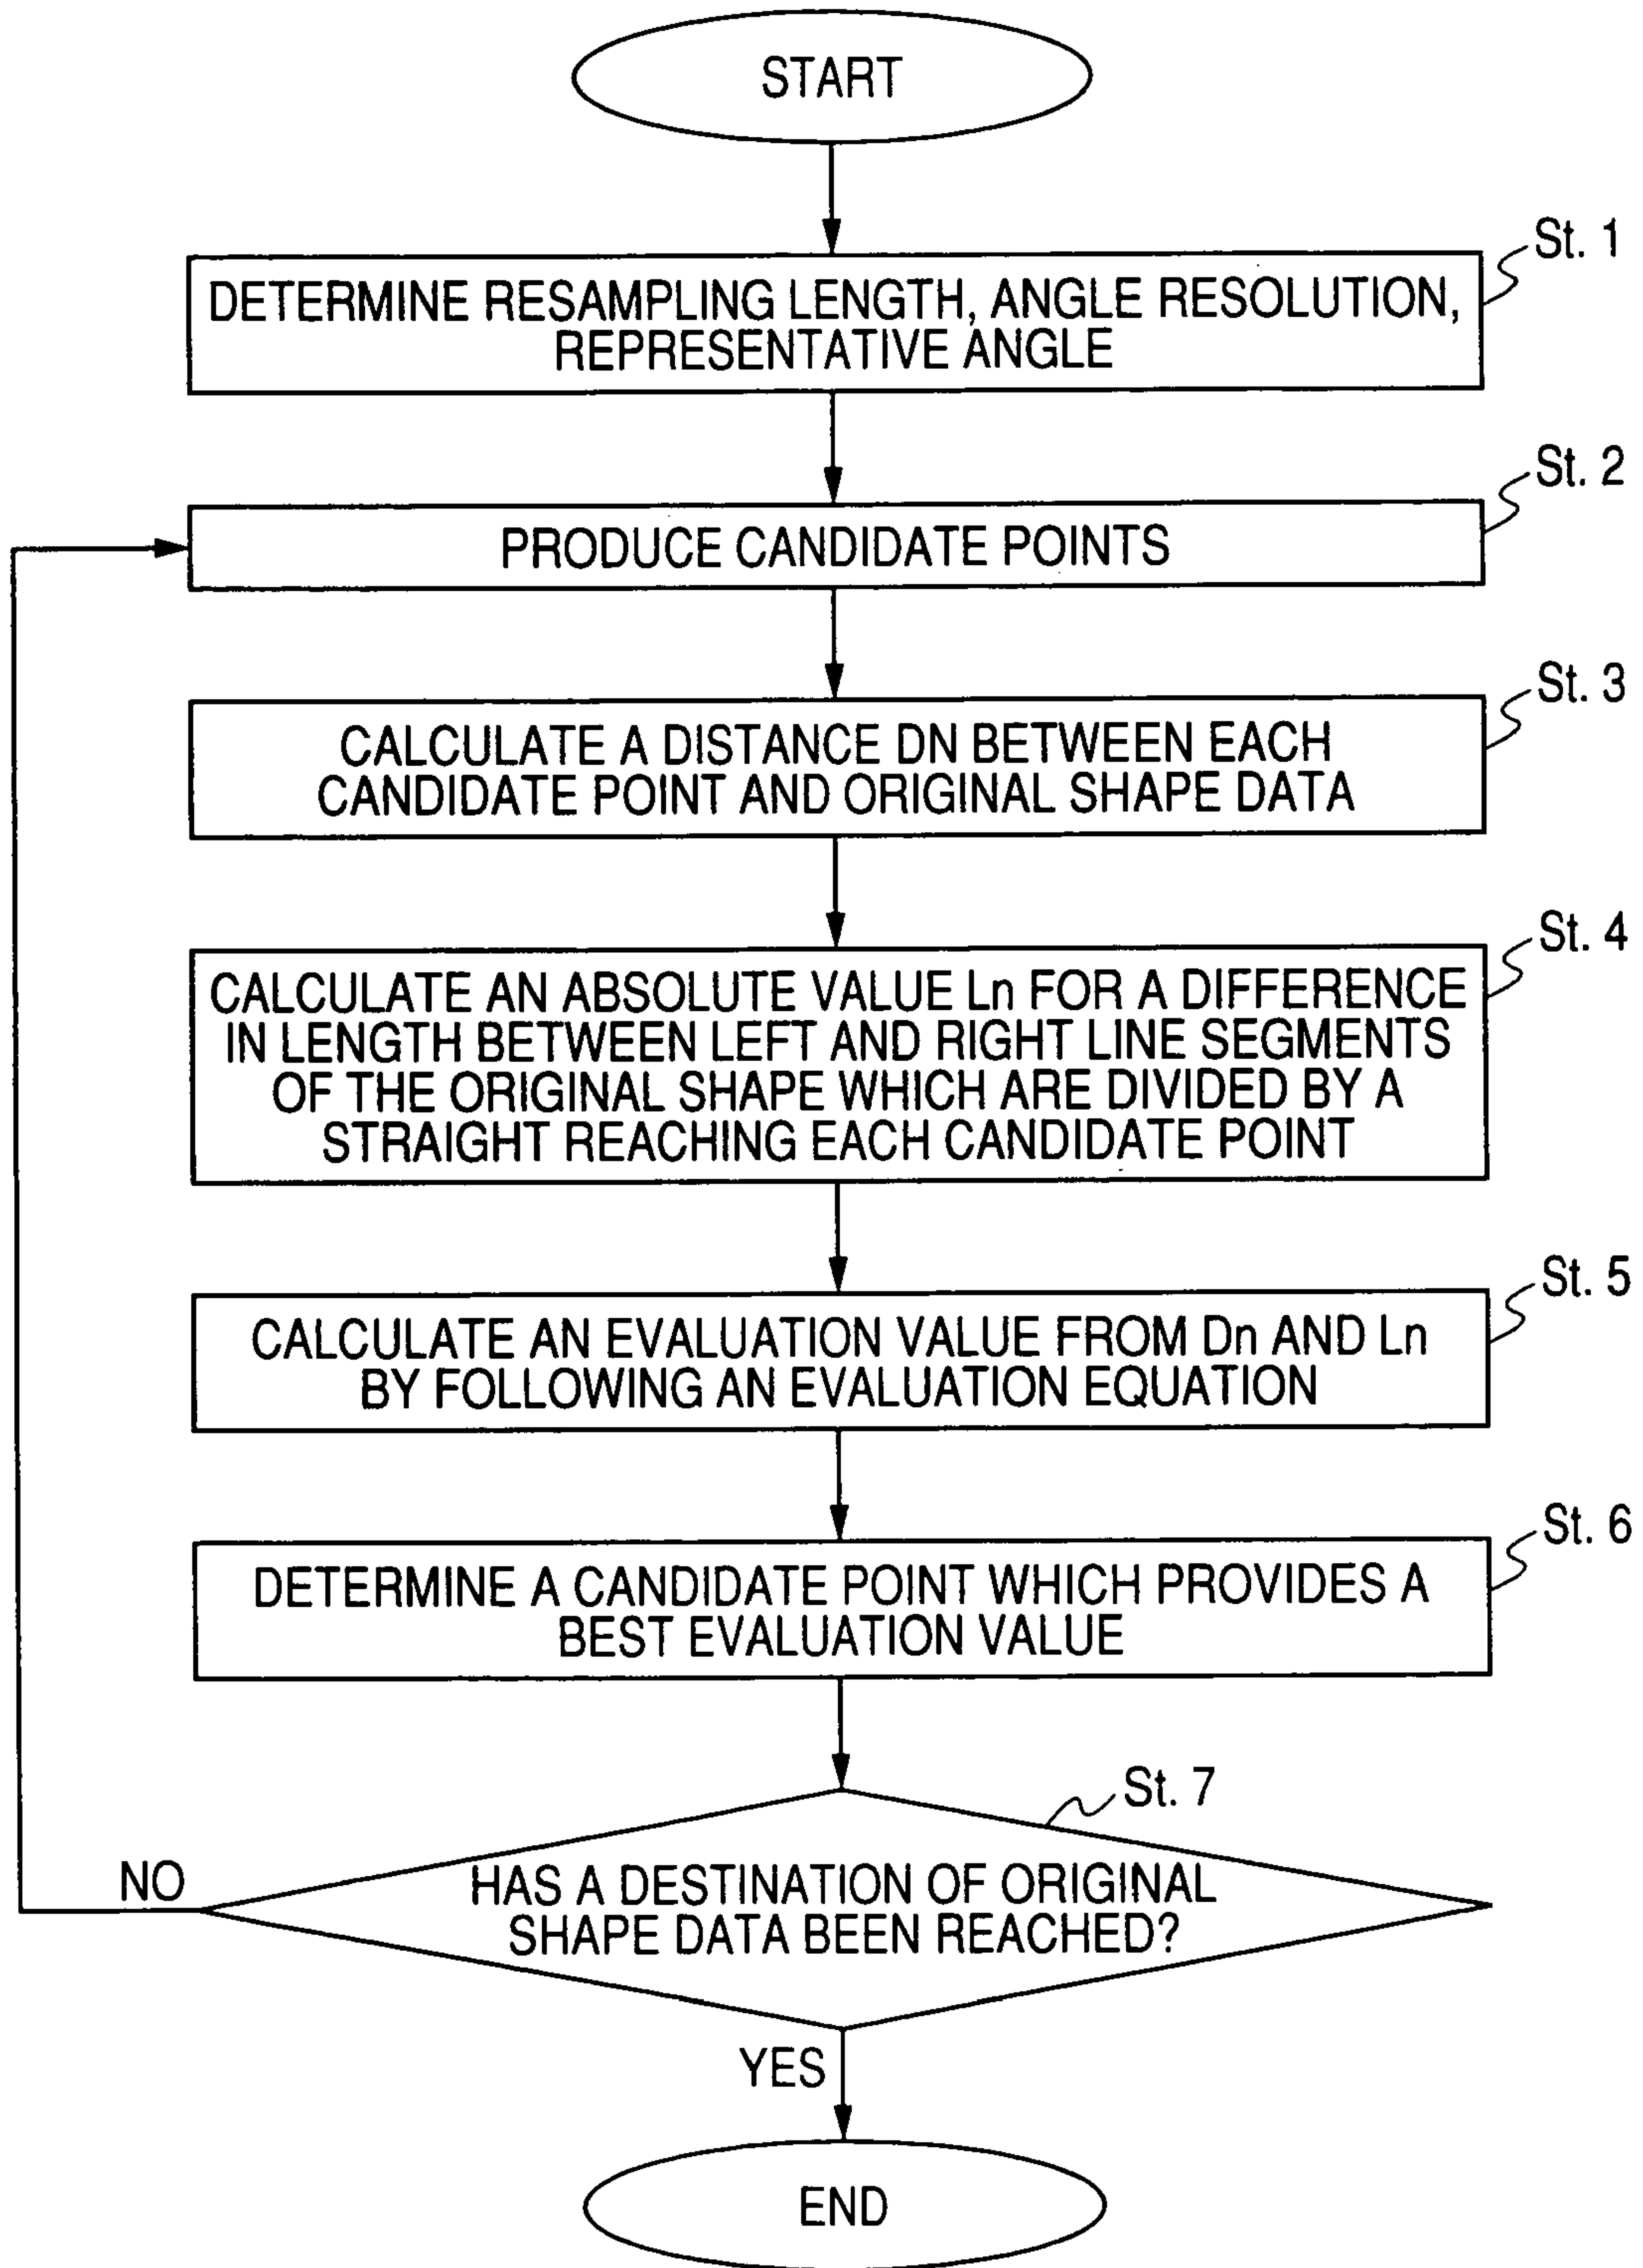 START
St. 1
DETERMINE RESAMPLING LENGTH, ANGLE RESOLUTION,
REPRESENTATIVE ANGLE
St. 2
PRODUCE CANDIDATE POINTS
St. 3
CALCULATE A DISTANCE DN BETWEEN EACH
CANDIDATE POINT AND ORIGINAL SHAPE DATA
St. 4
CALCULATE AN ABSOLUTE VALUE Ln FOR A DIFFERENCE
IN LENGTH BETWEEN LEFT AND RIGHT LINE SEGMENTS
OF THE ORIGINAL SHAPE WHICH ARE DIVIDED BY A
STRAIGHT REACHING EACH CANDIDATE POINT
St. 5
CALCULATE AN EVALUATION VALUE FROM Dn AND Ln
BY FOLLOWING AN EVALUATION EQUATION
St. 6
DETERMINE A CANDIDATE POINT WHICH PROVIDES A
BEST EVALUATION VALUE
St. 7
NO
HAS A DESTINATION OF ORIGINAL
SHAPE DATA BEEN REACHED?
YES
END